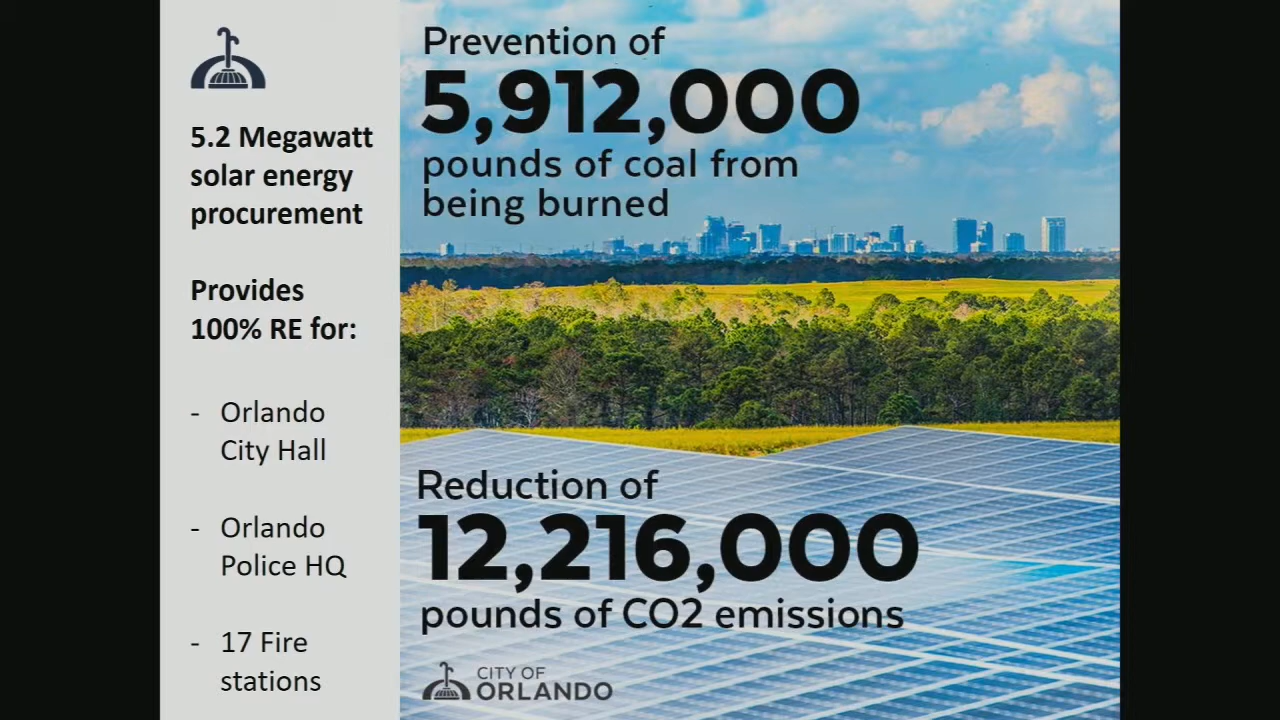 5.2 Megawatt
solar energy
procurement
Provides
100% RE for:
- Orlando
City Hall
- Orlando
Police HQ
- 17 Fire
stations
Prevention of
5,912,000
pounds of coal from
being burned
Reduction of
12,216,000
pounds of CO2 emissions
CITY OF
ORLANDO